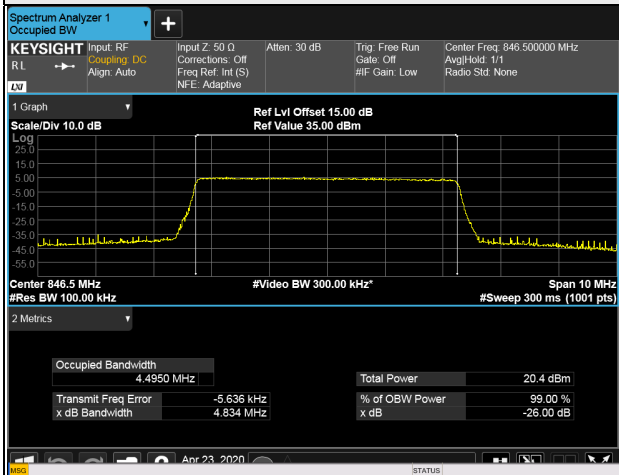 Spectrum Analyzer 1
Occupied BW
KEYSIGHT
R L
LXI
Input: RF
Coupling: DC
Align: Auto
Input Z: 50 Ω
Corrections: Off
Freq Ref: Int (S)
NFE: Adaptive
Atten: 30 dB
Trig: Free Run
Gate: Off
#IF Gain: Low
Center Freq: 846.500000 MHz
Avg|Hold: 1/1
Radio Std: None
1 Graph
Scale/Div 10.0 dB
Ref Lvl Offset 15.00 dB
Ref Value 35.00 dBm
Log
25.0
15.0
5.00
-5.00
-15.0
-25.0
-35.0
-45.0
-55.0
Center 846.5 MHz
#Video BW 300.00 kHz*
Span 10 MHz
#Res BW 100.00 kHz
#Sweep 300 ms (1001 pts)
2 Metrics
Occupied Bandwidth
4.4950 MHz
Total Power 20.4 dBm
Transmit Freq Error -5.636 kHz
% of OBW Power 99.00 %
x dB Bandwidth 4.834 MHz
x dB -26.00 dB
Apr 23, 2020
MSG
STATUS